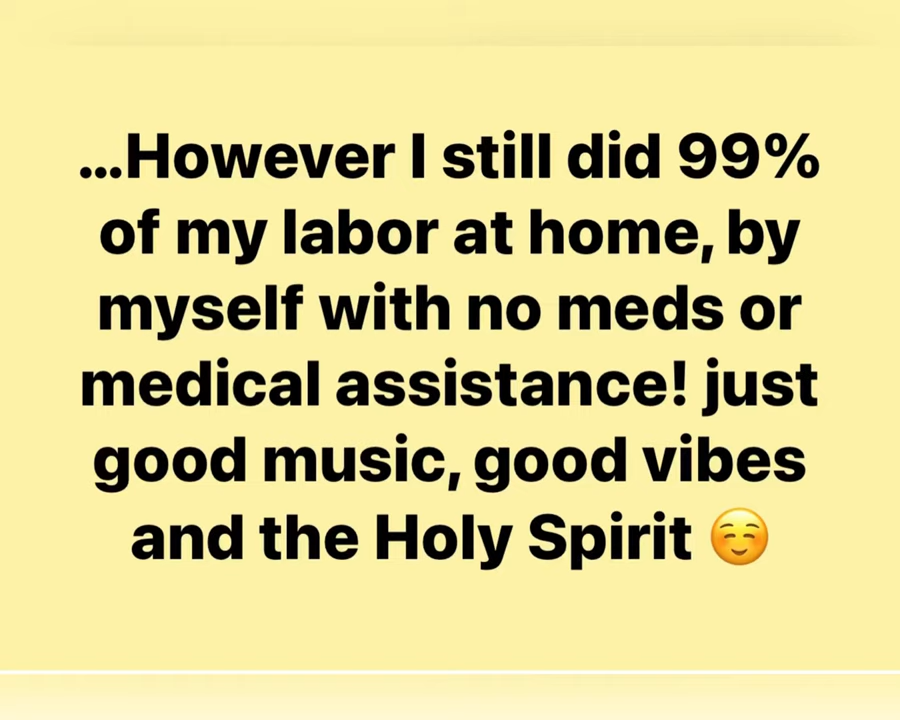 ...However I still did 99%
of my labor at home, by
myself with no meds or
medical assistance! just
good music, good vibes
and the Holy Spirit ☺️